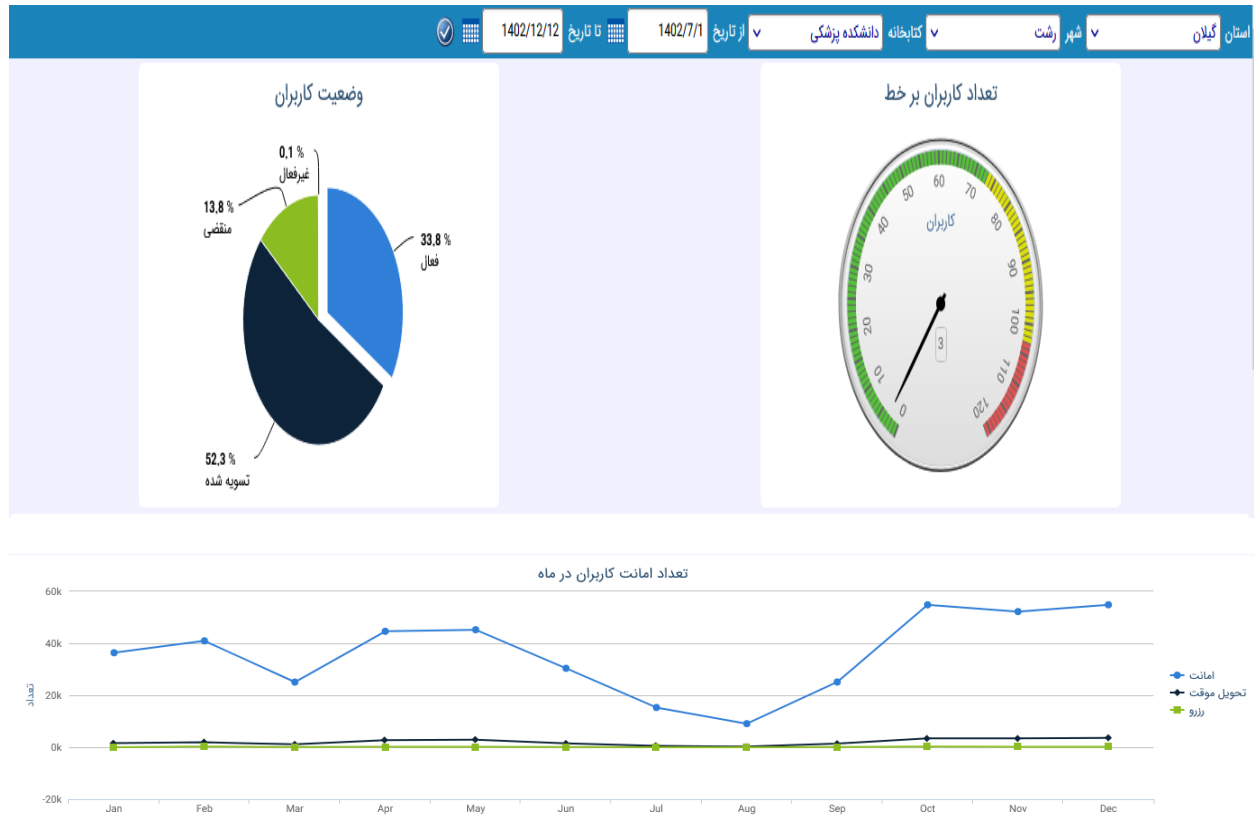 استان گیلان شهر رشت کتابخانه دانشکده پزشکی از تاریخ 1402/7/1 تا تاریخ 1402/12/12
تعداد کاربران بر خط
کاربران
0
10
20
30
40
50
60
70
80
90
100
110
120
3
وضعیت کاربران
0,1 %
غیرفعال
13,8 %
منقضی
33,8 %
فعال
52,3 %
تسویه شده
تعداد امانت کاربران در ماه
تعداد
60k
40k
20k
0k
-20k
Jan Feb Mar Apr May Jun Jul Aug Sep Oct Nov Dec
امانت
تحویل موقت
رزرو